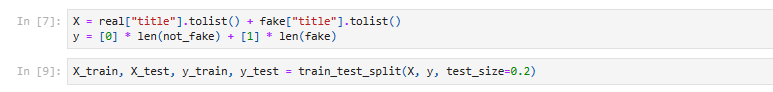 In [7]: X = real["title"].tolist() + fake["title"].tolist()
y = [0] * len(not_fake) + [1] * len(fake)
In [9]: X_train, X_test, y_train, y_test = train_test_split(X, y, test_size=0.2)